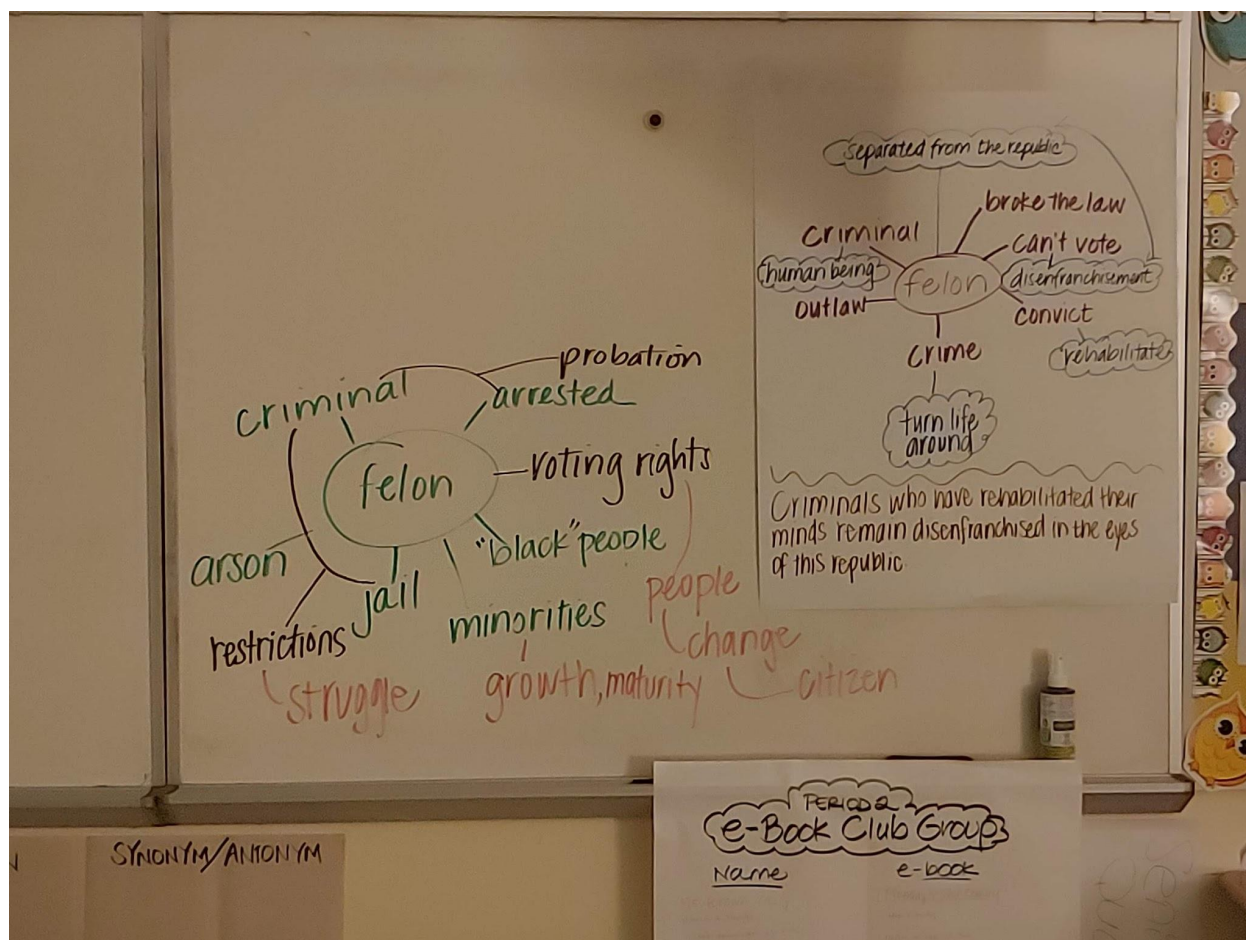 separated from the republic
broke the law
criminal
can't vote
human being
felon
disenfranchisement
outlaw
convict
crime
rehabilitate
turn life
around
Criminals who have rehabilitated their
minds remain disenfranchised in the eyes
of this republic.
probation
criminal
arrested
felon
voting rights
"black" people
arson
jail
people
minorities
restrictions
change
struggle
growth, maturity
citizen
SYNONYM/ANTONYM
PERIOD 2
e-Book Club Groups
Name
e-book